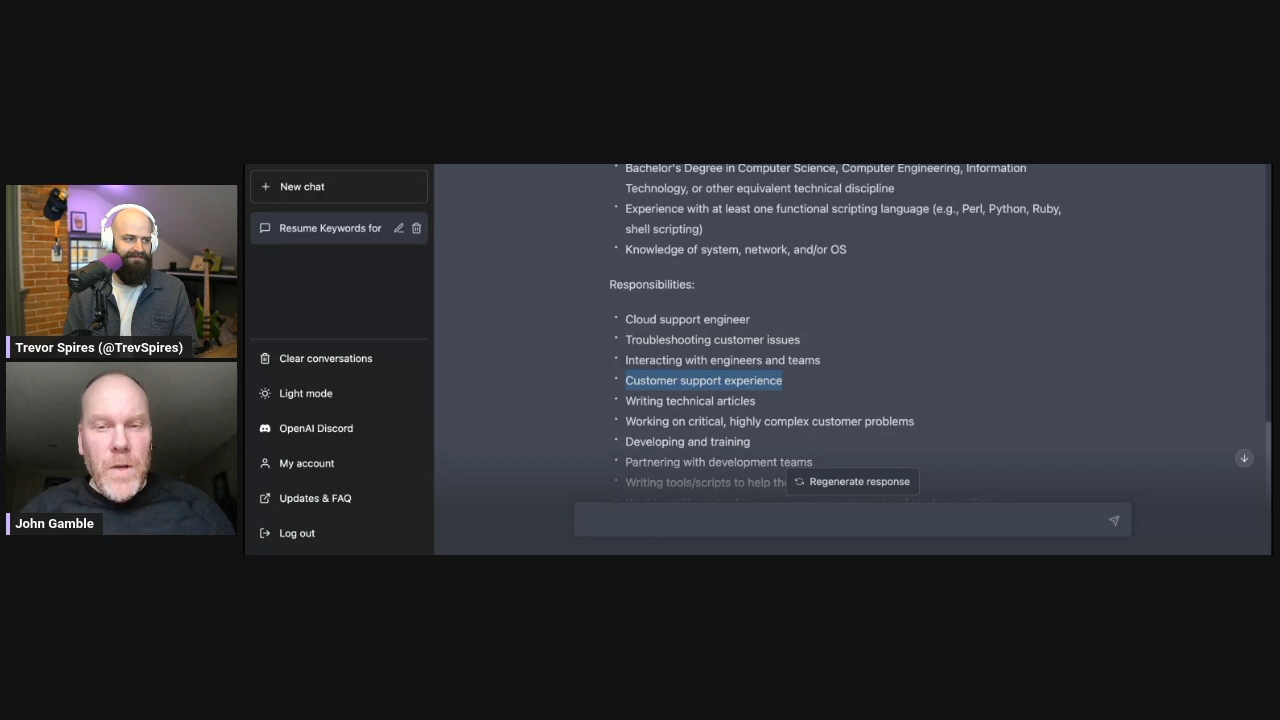 Trevor Spires (@TrevSpires)
John Gamble
New chat
Resume Keywords for
Clear conversations
Light mode
OpenAI Discord
My account
Updates & FAQ
Log out
Bachelor's Degree in Computer Science, Computer Engineering, Information
Technology, or other equivalent technical discipline
Experience with at least one functional scripting language (e.g., Perl, Python, Ruby,
shell scripting)
Knowledge of system, network, and/or OS
Responsibilities:
Cloud support engineer
Troubleshooting customer issues
Interacting with engineers and teams
Customer support experience
Writing technical articles
Working on critical, highly complex customer problems
Developing and training
Partnering with development teams
Writing tools/scripts to help the
Regenerate response